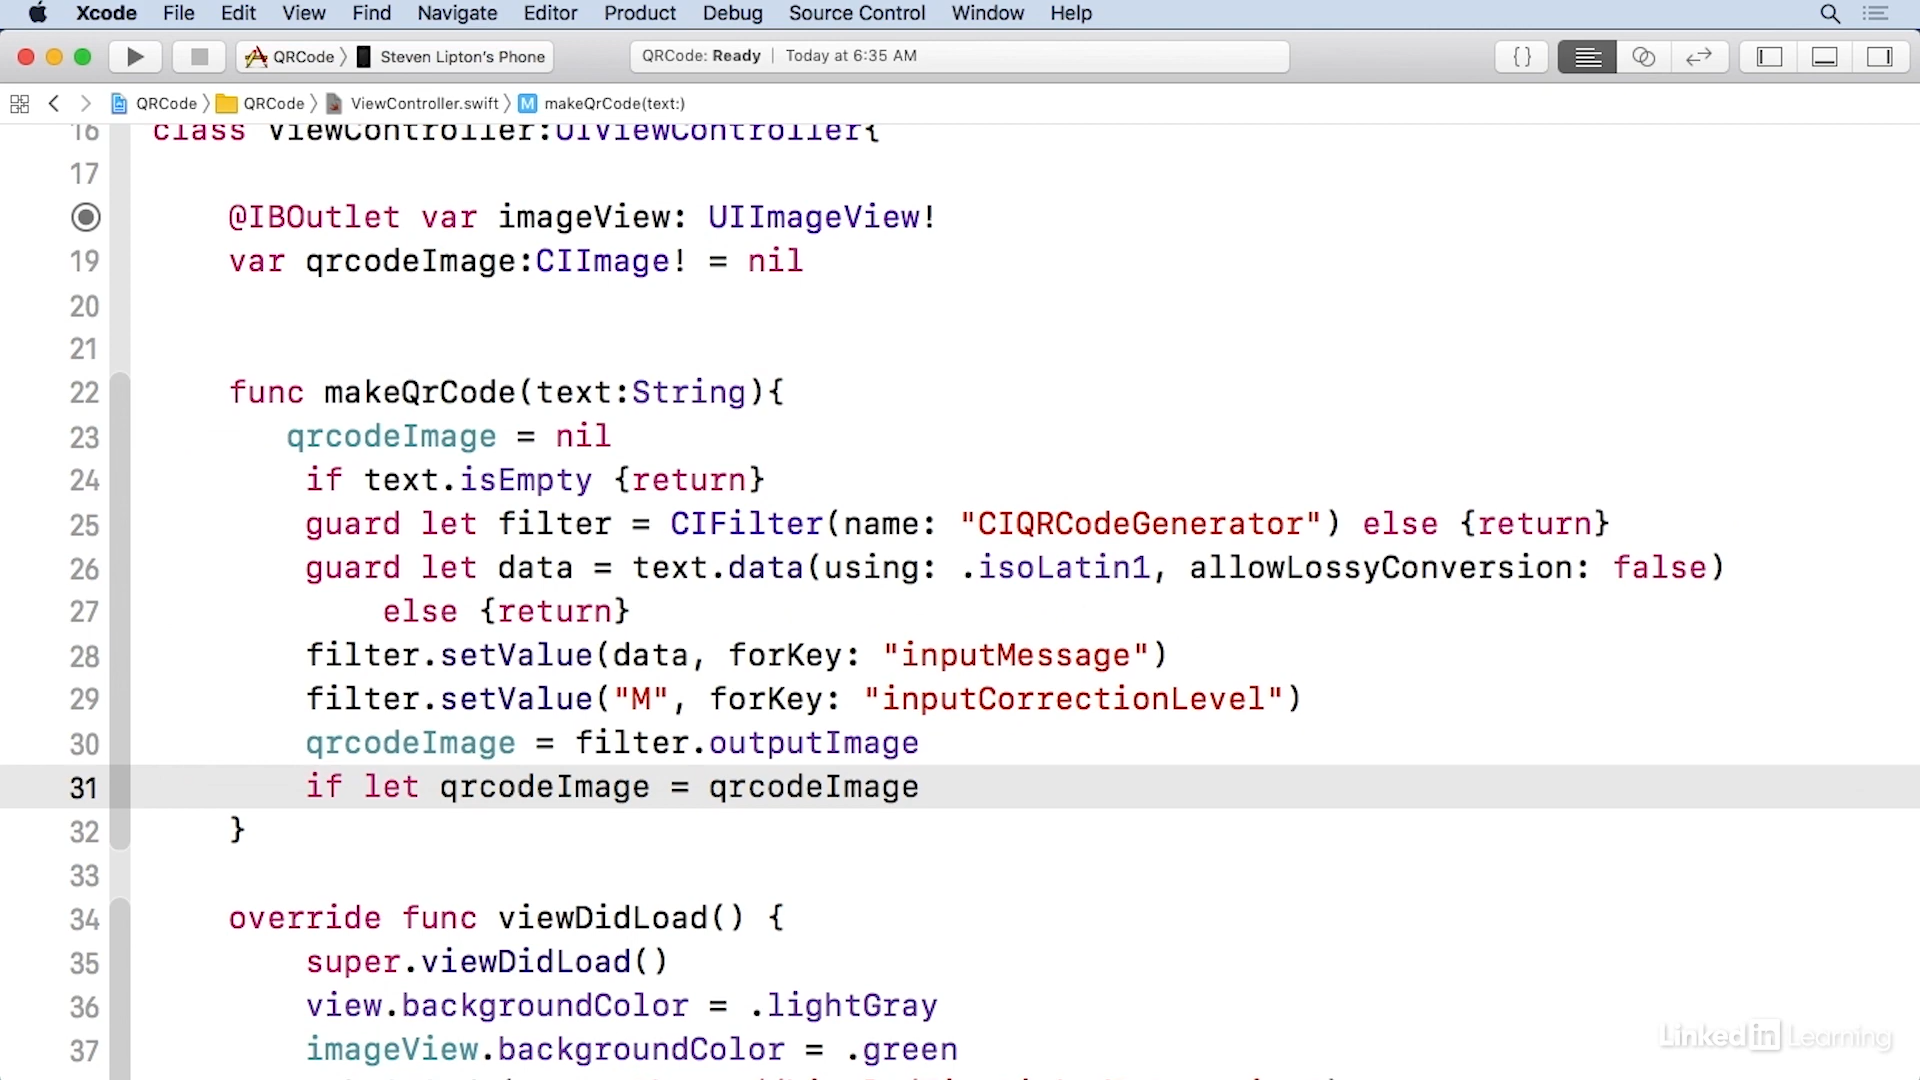 Xcode File Edit View Find Navigate Editor Product Debug Source Control Window Help
QRCode 〉 Steven Lipton's Phone QRCode: Ready | Today at 6:35 AM { }
QRCode 〉 QRCode 〉 ViewController.swift 〉 M makeQrCode(text:)
16 class ViewController:UIViewController{
17
@IBOutlet var imageView: UIImageView!
19 var qrcodeImage:CIImage! = nil
20
21
22 func makeQrCode(text:String){
23 qrcodeImage = nil
24 if text.isEmpty {return}
25 guard let filter = CIFilter(name: "CIQRCodeGenerator") else {return}
26 guard let data = text.data(using: .isoLatin1, allowLossyConversion: false)
27 else {return}
28 filter.setValue(data, forKey: "inputMessage")
29 filter.setValue("M", forKey: "inputCorrectionLevel")
30 qrcodeImage = filter.outputImage
31 if let qrcodeImage = qrcodeImage
32 }
33
34 override func viewDidLoad() {
35 super.viewDidLoad()
36 view.backgroundColor = .lightGray
37 imageView.backgroundColor = .green
LinkedIn Learning